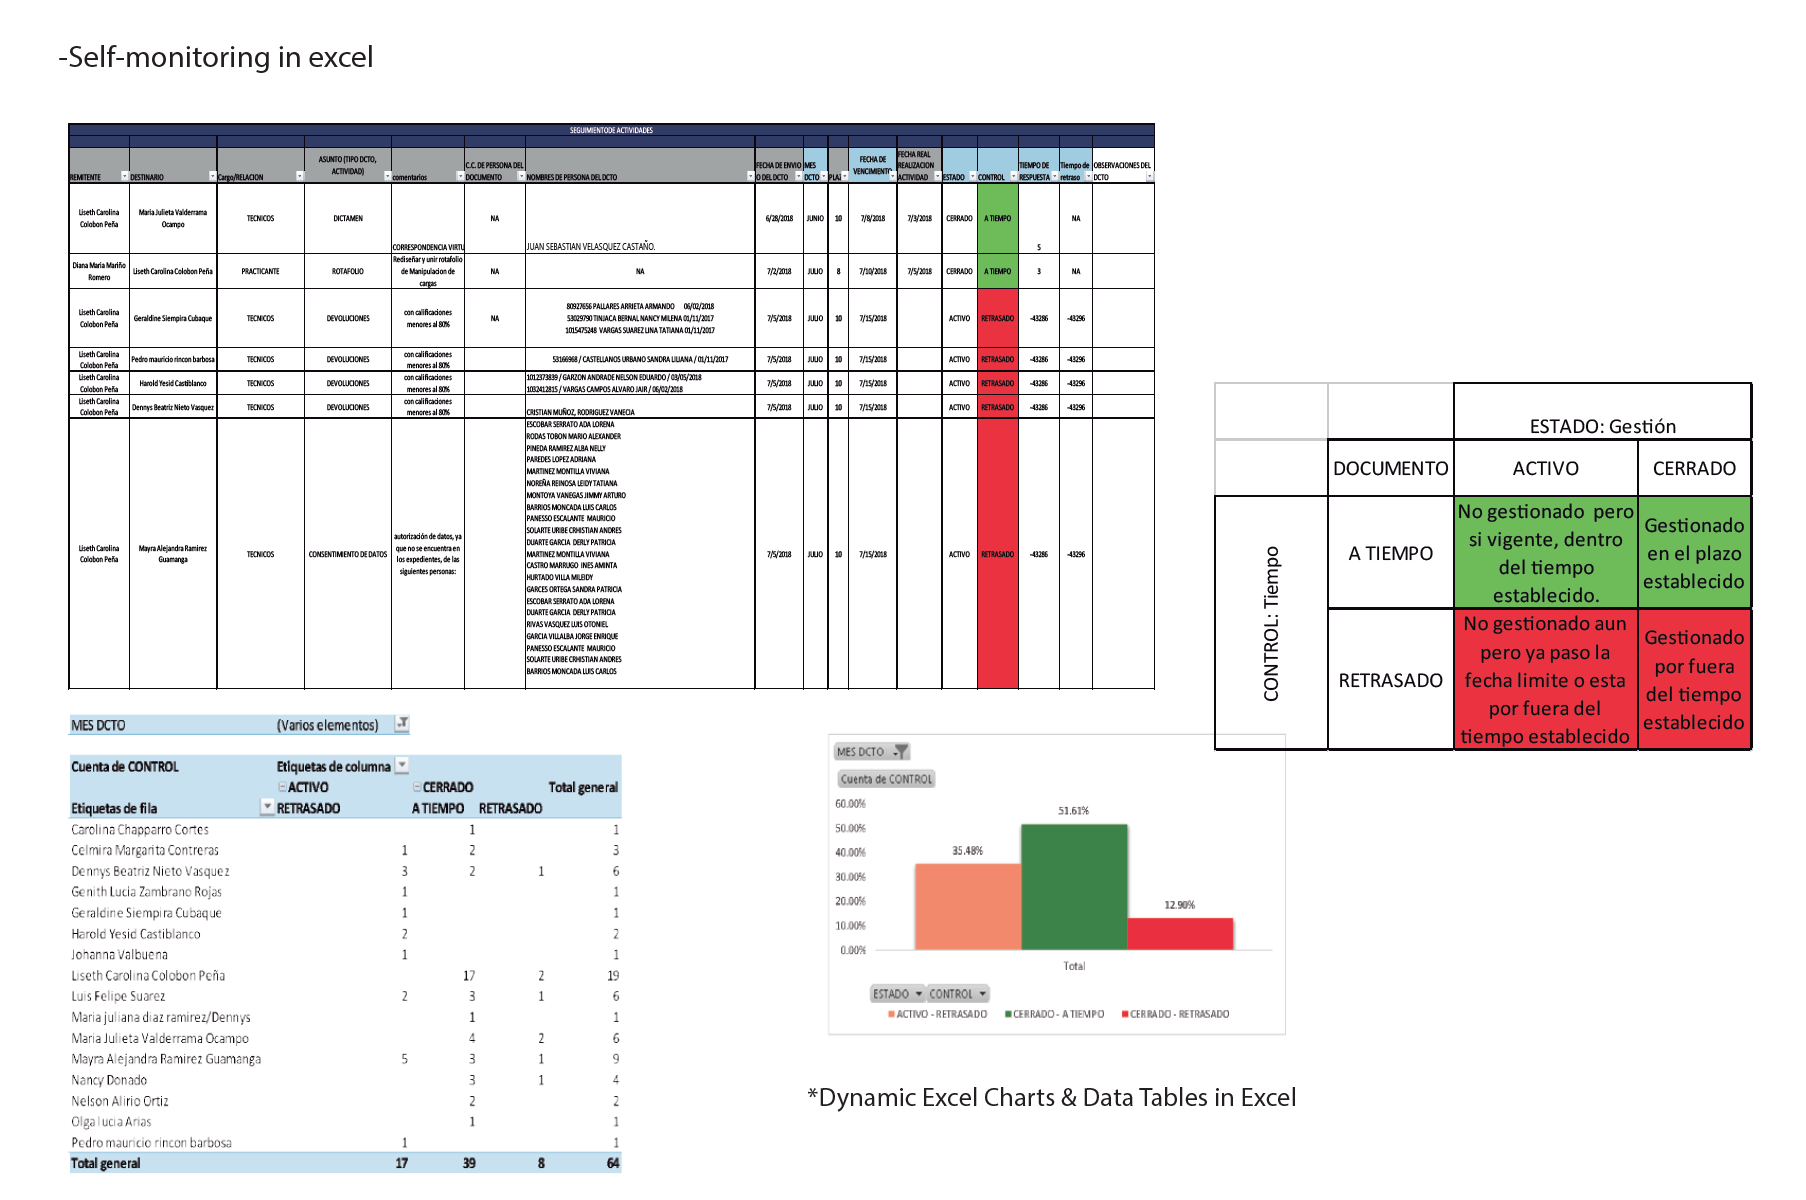 -Self-monitoring in excel
SEGUIMIENTODE ACTIVIDADES
REMITENTE DESTINARIO Cargo/RELACION ASUNTO (TIPO DCTO, ACTIVIDAD) comentarios C.C. DE PERSONA DEL DOCUMENTO NOMBRES DE PERSONA DEL DCTO FECHA DE ENVIO O DEL DCTO MES DCTO PLAZ FECHA DE VENCIMIENTO FECHA REAL REALIZACION ACTIVIDAD ESTADO CONTROL TIEMPO DE RESPUESTA Tiempo de retraso OBSERVACIONES DEL DCTO
Liseth Carolina Colobon Peña Maria Julieta Valderrama Ocampo TECNICOS DICTAMEN CORRESPONDENCIA VIRTU NA JUAN SEBASTIAN VELASQUEZ CASTAÑO. 6/28/2018 JUNIO 10 7/8/2018 7/3/2018 CERRADO A TIEMPO 5 NA
Diana Maria Mariño Romero Liseth Carolina Colobon Peña PRACTICANTE ROTAFOLIO Rediseñar y unir rotafolio de Manipulacion de cargas NA NA 7/2/2018 JULIO 8 7/10/2018 7/5/2018 CERRADO A TIEMPO 3 NA
Liseth Carolina Colobon Peña Geraldine Siempira Cubaque TECNICOS DEVOLUCIONES con calificaciones menores al 80% NA 80927656 PALLARES ARRIETA ARMANDO 06/02/2018
53029790 TINJACA BERNAL NANCY MILENA 01/11/2017
1015475248 VARGAS SUAREZ LINA TATIANA 01/11/2017 7/5/2018 JULIO 10 7/15/2018 ACTIVO RETRASADO -43286 -43296
Liseth Carolina Colobon Peña Pedro mauricio rincon barbosa TECNICOS DEVOLUCIONES con calificaciones menores al 80% 53166968 / CASTELLANOS URBANO SANDRA LILIANA / 01/11/2017 7/5/2018 JULIO 10 7/15/2018 ACTIVO RETRASADO -43286 -43296
Liseth Carolina Colobon Peña Harold Yesid Castiblanco TECNICOS DEVOLUCIONES con calificaciones menores al 80% 1012373839 / GARZON ANDRADE NELSON EDUARDO / 03/05/2018
1032412815 / VARGAS CAMPOS ALVARO JAIR / 06/02/2018 7/5/2018 JULIO 10 7/15/2018 ACTIVO RETRASADO -43286 -43296
Liseth Carolina Colobon Peña Dennys Beatriz Nieto Vasquez TECNICOS DEVOLUCIONES con calificaciones menores al 80% CRISTIAN MUÑOZ, RODRIGUEZ VANECIA 7/5/2018 JULIO 10 7/15/2018 ACTIVO RETRASADO -43286 -43296
Liseth Carolina Colobon Peña Mayra Alejandra Ramirez Guamanga TECNICOS CONSENTIMIENTO DE DATOS autorización de datos, ya que no se encuentra en los expedientes, de las siguientes personas:
ESCOBAR SERRATO ADA LORENA
RODAS TOBON MARIO ALEXANDER
PINEDA RAMIREZ ALBA NELLY
PAREDES LOPEZ ADRIANA
MARTINEZ MONTILLA VIVIANA
NOREÑA REINOSA LEIDY TATIANA
MONTOYA VANEGAS JIMMY ARTURO
BARRIOS MONCADA LUIS CARLOS
PANESSO ESCALANTE MAURICIO
SOLARTE URIBE CRHISTIAN ANDRES
DUARTE GARCIA DERLY PATRICIA
MARTINEZ MONTILLA VIVIANA
CASTRO MARRUGO INES AMINTA
HURTADO VILLA MILEIDY
GARCES ORTEGA SANDRA PATRICIA
ESCOBAR SERRATO ADA LORENA
DUARTE GARCIA DERLY PATRICIA
RIVAS VASQUEZ LUIS OTONIEL
GARCIA VILLALBA JORGE ENRIQUE
PANESSO ESCALANTE MAURICIO
SOLARTE URIBE CRHISTIAN ANDRES
BARRIOS MONCADA LUIS CARLOS
7/5/2018 JULIO 10 7/15/2018 ACTIVO RETRASADO -43286 -43296
ESTADO: Gestión
DOCUMENTO ACTIVO CERRADO
CONTROL: Tiempo
A TIEMPO
No gestionado pero
si vigente, dentro
del tiempo
establecido.
Gestionado
en el plazo
establecido
RETRASADO
No gestionado aun
pero ya paso la
fecha limite o esta
por fuera del
tiempo establecido
Gestionado
por fuera
del tiempo
establecido
MES DCTO (Varios elementos)
Cuenta de CONTROL Etiquetas de columna
ACTIVO CERRADO Total general
Etiquetas de fila RETRASADO A TIEMPO RETRASADO
Carolina Chapparro Cortes 1 1
Celmira Margarita Contreras 1 2 3
Dennys Beatriz Nieto Vasquez 3 2 1 6
Genith Lucia Zambrano Rojas 1 1
Geraldine Siempira Cubaque 1 1
Harold Yesid Castiblanco 2 2
Johanna Valbuena 1 1
Liseth Carolina Colobon Peña 17 2 19
Luis Felipe Suarez 2 3 1 6
Maria juliana diaz ramirez/Dennys 1 1
Maria Julieta Valderrama Ocampo 4 2 6
Mayra Alejandra Ramirez Guamanga 5 3 1 9
Nancy Donado 3 1 4
Nelson Alirio Ortiz 2 2
Olga lucia Arias 1 1
Pedro mauricio rincon barbosa 1 1
Total general 17 39 8 64
MES DCTO
Cuenta de CONTROL
60.00%
50.00%
40.00%
30.00%
20.00%
10.00%
0.00%
35.48%
51.61%
12.90%
Total
ESTADO CONTROL
ACTIVO - RETRASADO CERRADO - A TIEMPO CERRADO - RETRASADO
*Dynamic Excel Charts & Data Tables in Excel